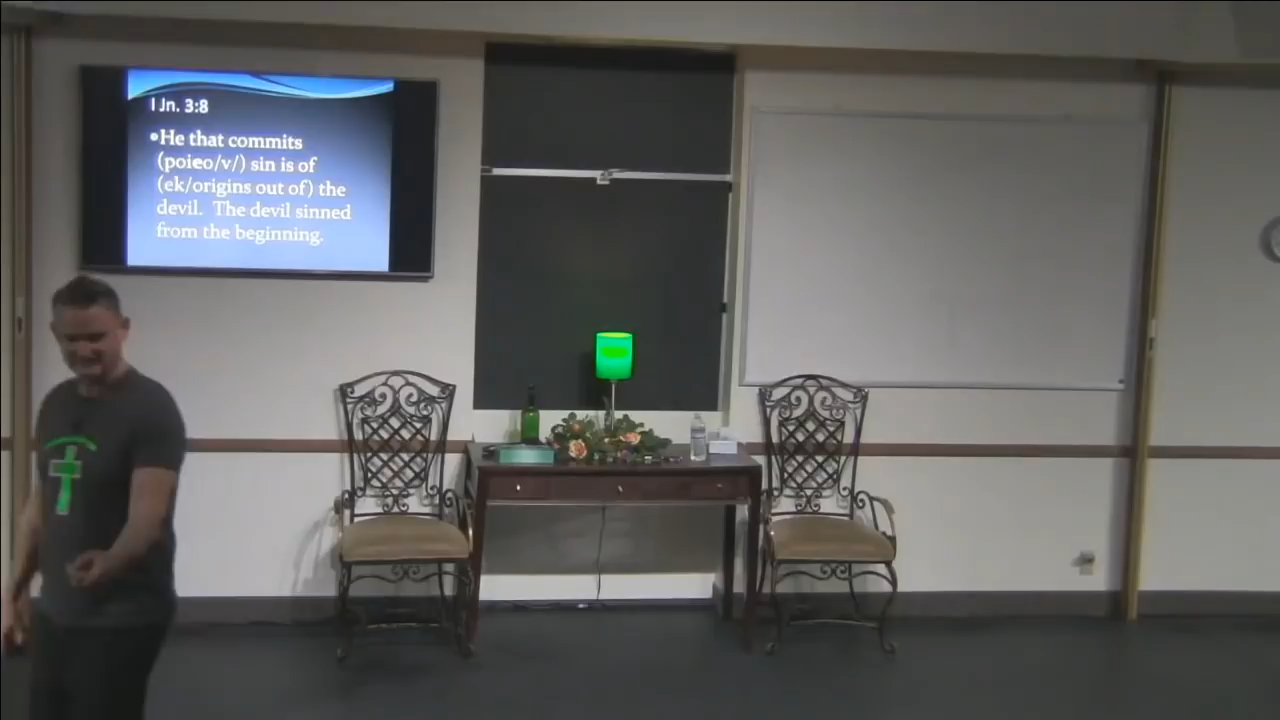 I Jn. 3:8
•He that commits
(poieo/v/) sin is of
(ek/origins out of) the
devil. The devil sinned
from the beginning.